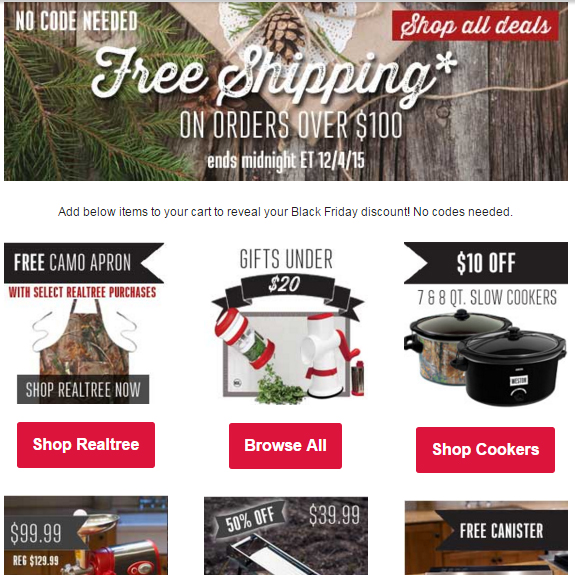 NO CODE NEEDED
Shop all deals
Free Shipping*
ON ORDERS OVER $100
ends midnight ET 12/4/15
Add below items to your cart to reveal your Black Friday discount! No codes needed.
FREE CAMO APRON
WITH SELECT REALTREE PURCHASES
SHOP REALTREE NOW
Shop Realtree
GIFTS UNDER
$20
Browse All
$10 OFF
7 & 8 QT. SLOW COOKERS
WESTON
Shop Cookers
$99.99
REG $129.99
50% OFF
$39.99
FREE CANISTER